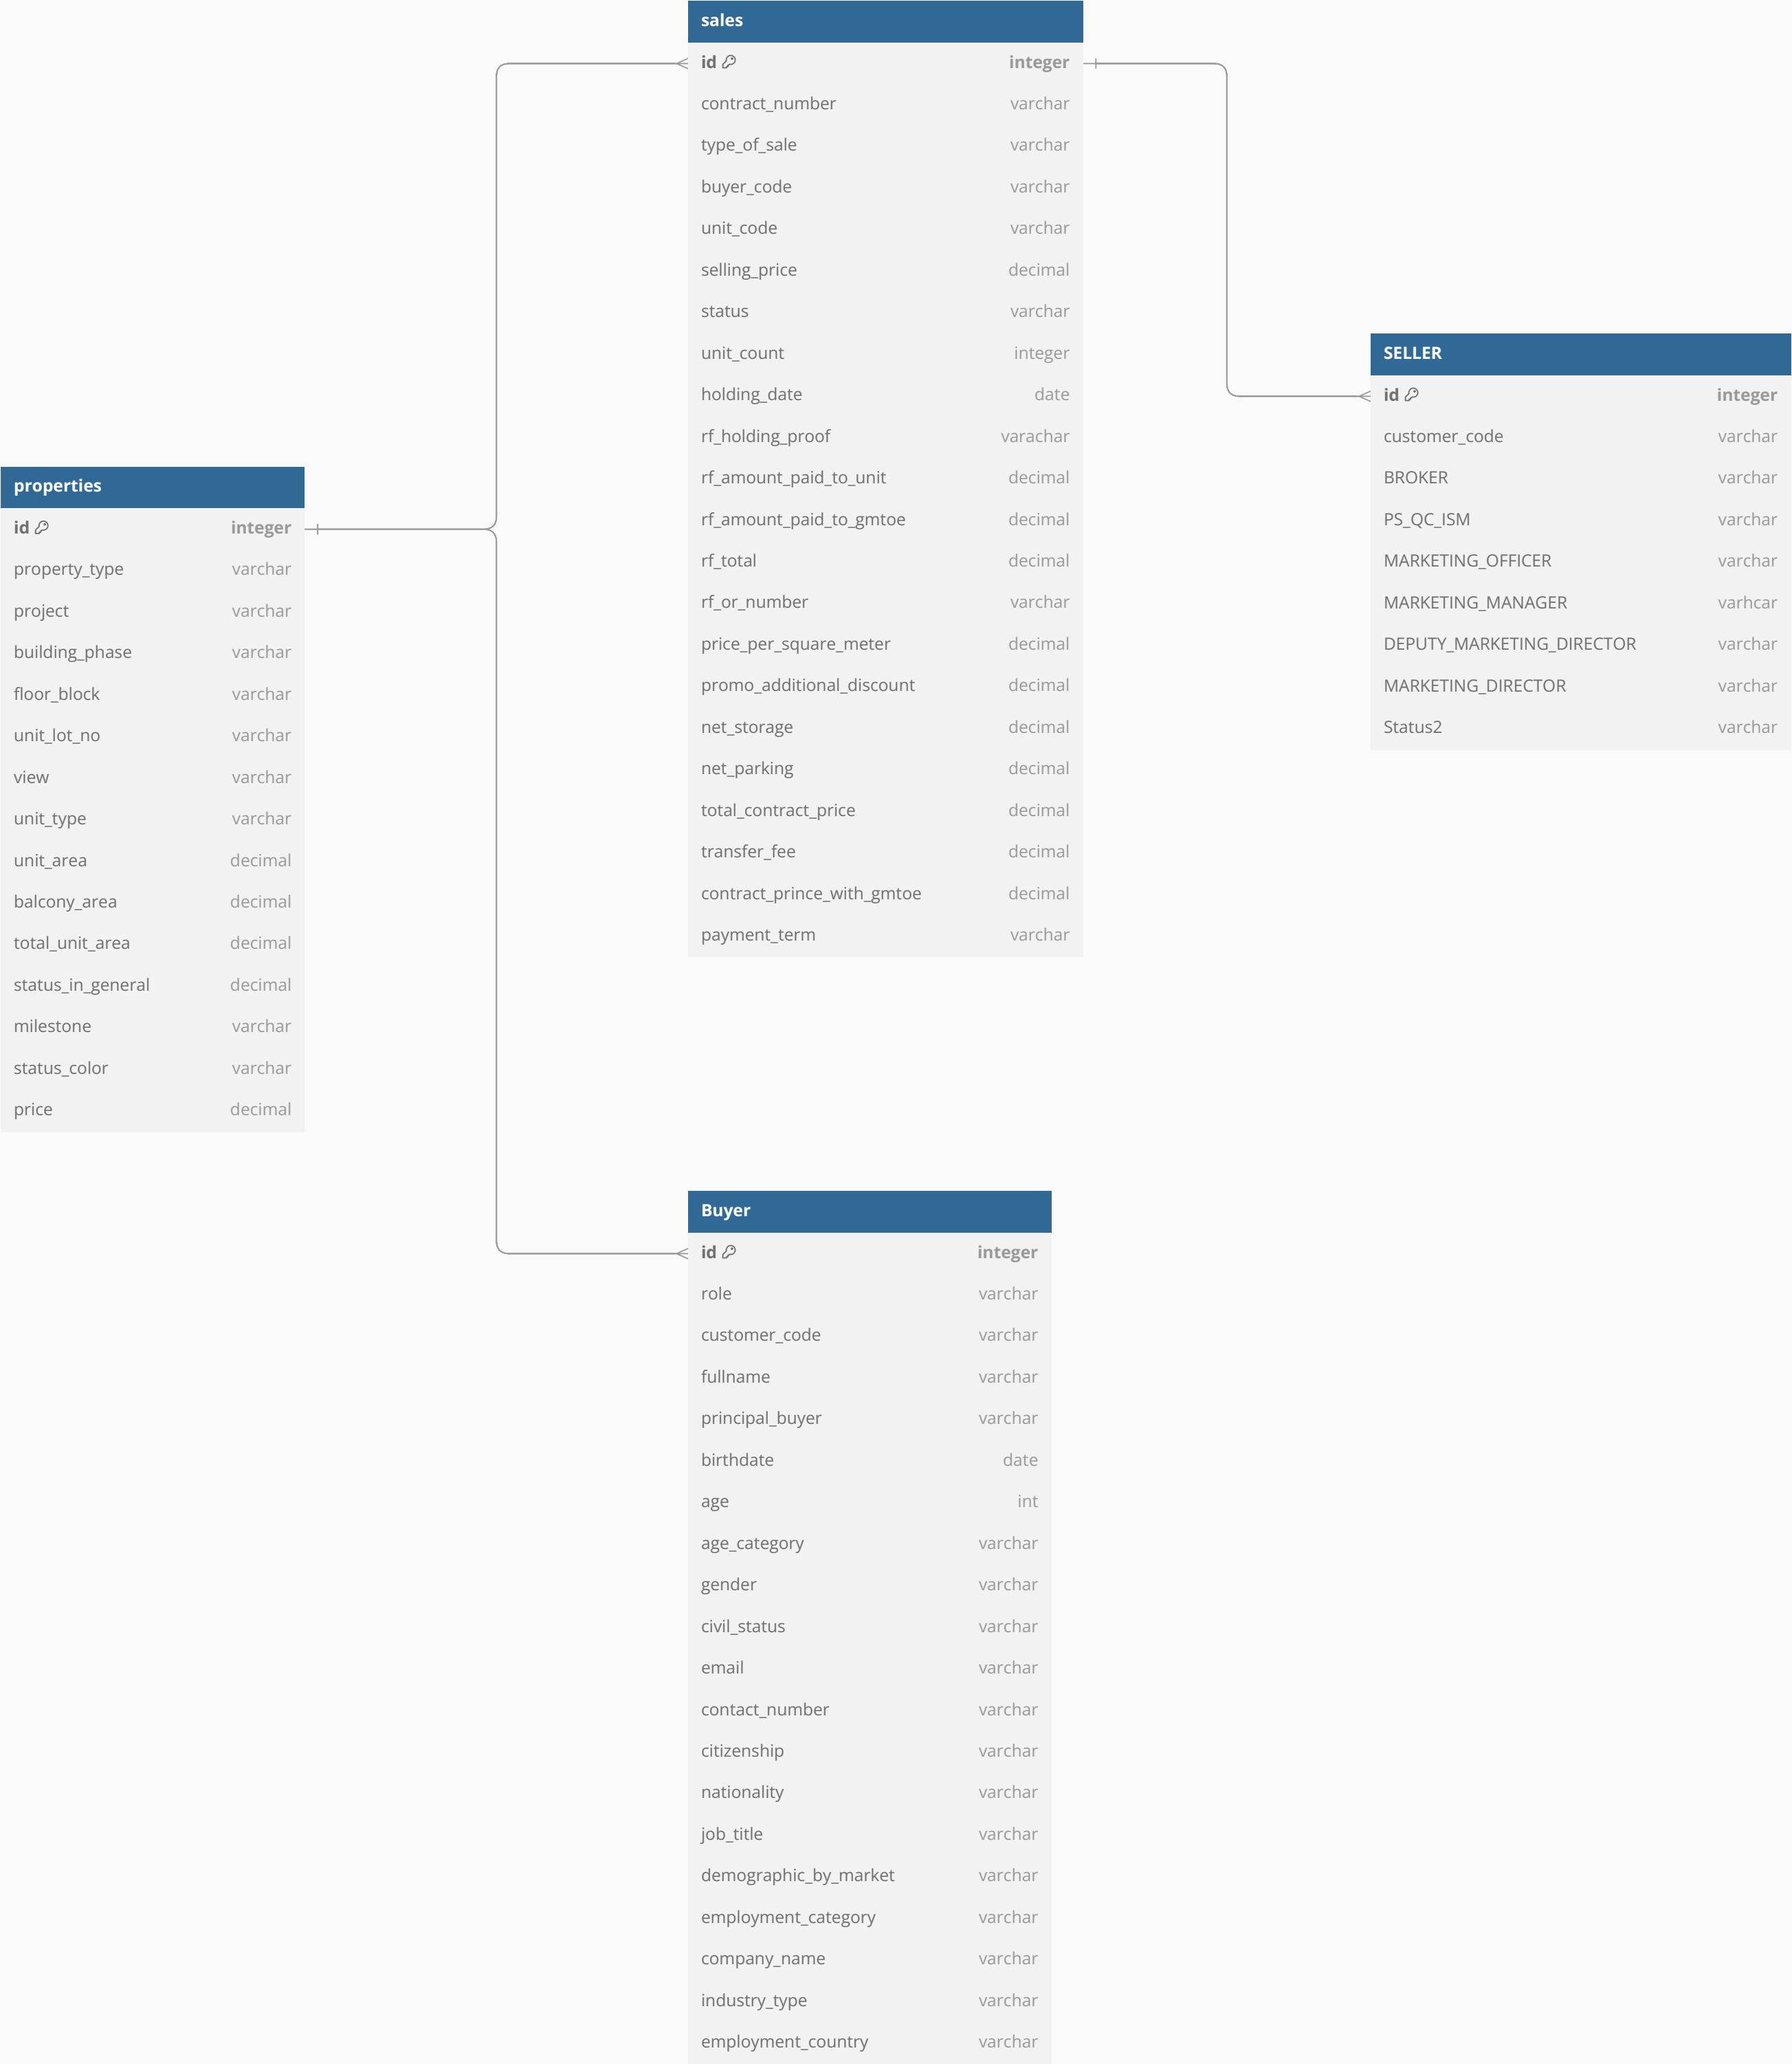 sales
id integer
contract_number varchar
type_of_sale varchar
buyer_code varchar
unit_code varchar
selling_price decimal
status varchar
unit_count integer
holding_date date
rf_holding_proof varachar
rf_amount_paid_to_unit decimal
rf_amount_paid_to_gmtoe decimal
rf_total decimal
rf_or_number varchar
price_per_square_meter decimal
promo_additional_discount decimal
net_storage decimal
net_parking decimal
total_contract_price decimal
transfer_fee decimal
contract_prince_with_gmtoe decimal
payment_term varchar
SELLER
id integer
customer_code varchar
BROKER varchar
PS_QC_ISM varchar
MARKETING_OFFICER varchar
MARKETING_MANAGER varhcar
DEPUTY_MARKETING_DIRECTOR varchar
MARKETING_DIRECTOR varchar
Status2 varchar
properties
id integer
property_type varchar
project varchar
building_phase varchar
floor_block varchar
unit_lot_no varchar
view varchar
unit_type varchar
unit_area decimal
balcony_area decimal
total_unit_area decimal
status_in_general decimal
milestone varchar
status_color varchar
price decimal
Buyer
id integer
role varchar
customer_code varchar
fullname varchar
principal_buyer varchar
birthdate date
age int
age_category varchar
gender varchar
civil_status varchar
email varchar
contact_number varchar
citizenship varchar
nationality varchar
job_title varchar
demographic_by_market varchar
employment_category varchar
company_name varchar
industry_type varchar
employment_country varchar